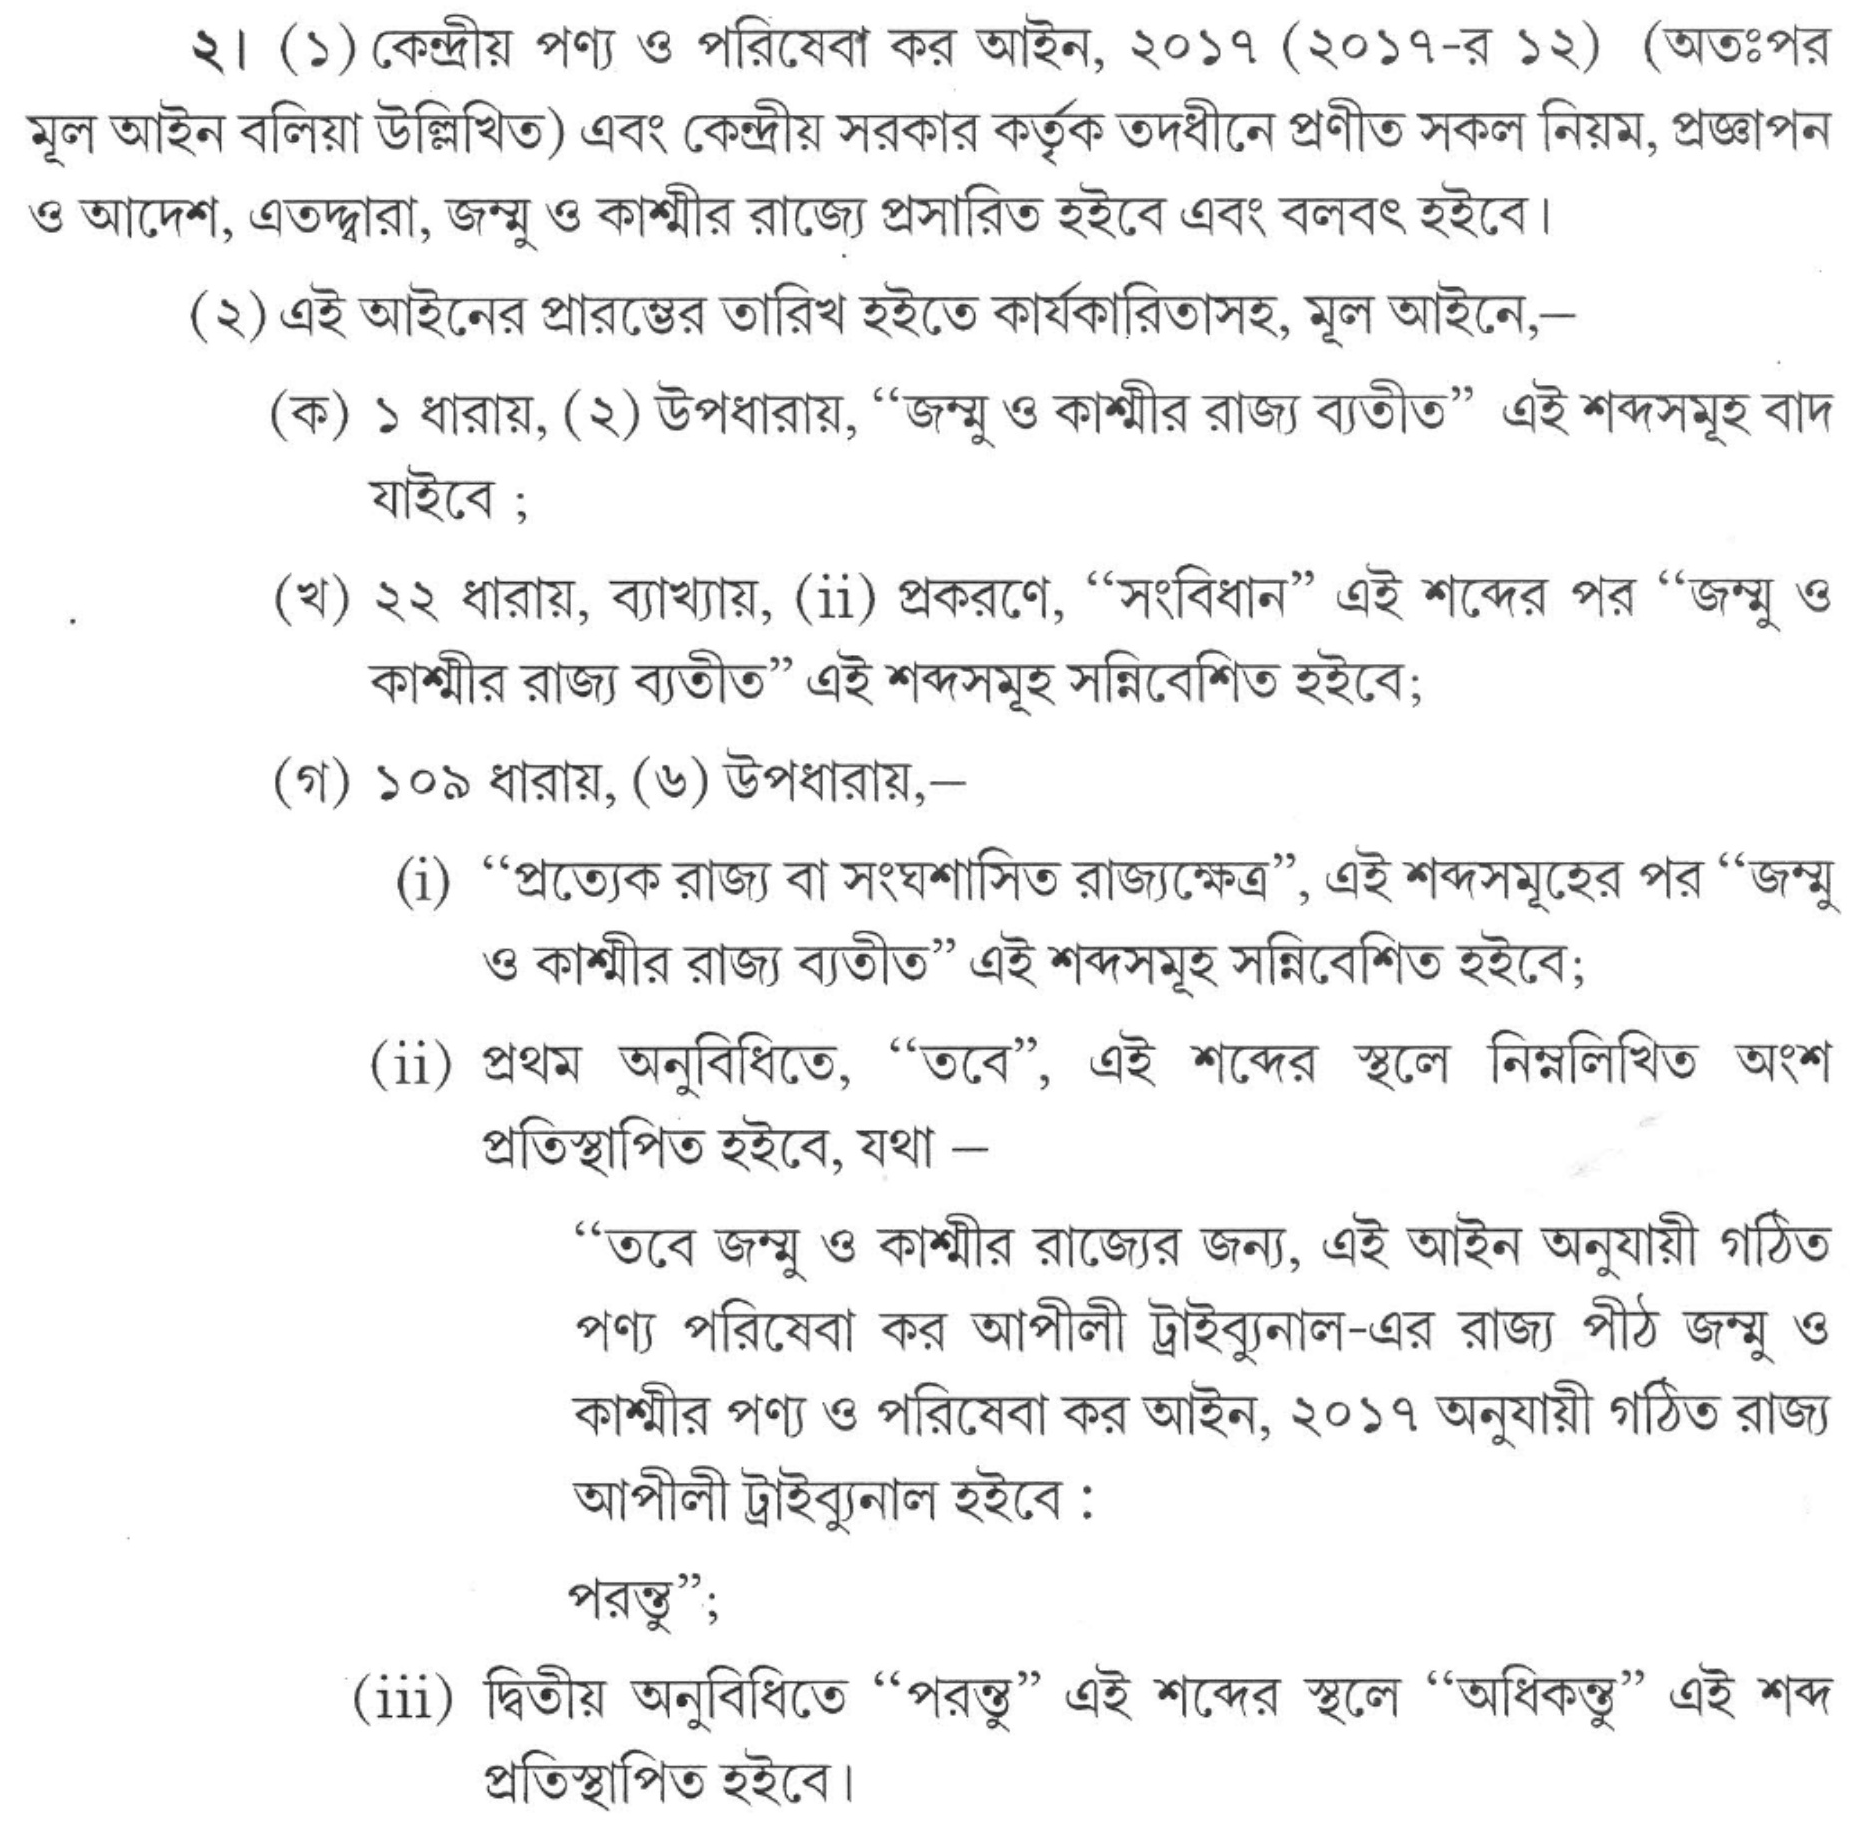 ২। (১) কেন্দ্রীয় পণ্য ও পরিষেবা কর আইন, ২০১৭ (২০১৭-র ১২) (অতঃপর
মূল আইন বলিয়া উল্লিখিত) এবং কেন্দ্রীয় সরকার কর্তৃক তদধীনে প্রণীত সকল নিয়ম, প্রজ্ঞাপন
ও আদেশ, এতদ্দ্বারা, জম্মু ও কাশ্মীর রাজ্যে প্রসারিত হইবে এবং বলবৎ হইবে।
(২) এই আইনের প্রারম্ভের তারিখ হইতে কার্যকারিতাসহ, মূল আইনে,—
(ক) ১ ধারায়, (২) উপধারায়, “জম্মু ও কাশ্মীর রাজ্য ব্যতীত” এই শব্দসমূহ বাদ
যাইবে ;
(খ) ২২ ধারায়, ব্যাখ্যায়, (ii) প্রকরণে, “সংবিধান” এই শব্দের পর “জম্মু ও
কাশ্মীর রাজ্য ব্যতীত” এই শব্দসমূহ সন্নিবেশিত হইবে;
(গ) ১০৯ ধারায়, (৬) উপধারায়,—
(i) “প্রত্যেক রাজ্য বা সংঘশাসিত রাজ্যক্ষেত্র”, এই শব্দসমূহের পর “জম্মু
ও কাশ্মীর রাজ্য ব্যতীত” এই শব্দসমূহ সন্নিবেশিত হইবে;
(ii) প্রথম অনুবিধিতে, “তবে”, এই শব্দের স্থলে নিম্নলিখিত অংশ
প্রতিস্থাপিত হইবে, যথা —
“তবে জম্মু ও কাশ্মীর রাজ্যের জন্য, এই আইন অনুযায়ী গঠিত
পণ্য পরিষেবা কর আপীলী ট্রাইব্যুনাল-এর রাজ্য পীঠ জম্মু ও
কাশ্মীর পণ্য ও পরিষেবা কর আইন, ২০১৭ অনুযায়ী গঠিত রাজ্য
আপীলী ট্রাইব্যুনাল হইবে :
পরন্তু”;
(iii) দ্বিতীয় অনুবিধিতে “পরন্তু” এই শব্দের স্থলে “অধিকন্তু” এই শব্দ
প্রতিস্থাপিত হইবে।